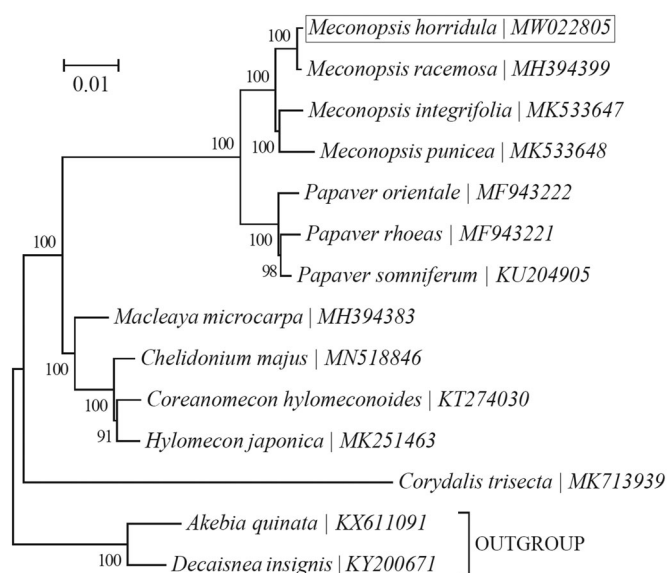 100
Meconopsis horridula | MW022805
0.01
100
Meconopsis racemosa | MH394399
Meconopsis integrifolia | MK533647
100
100
Meconopsis punicea | MK533648
Papaver orientale | MF943222
100
100
Papaver rhoeas | MF943221
98
Papaver somniferum | KU204905
Macleaya microcarpa | MH394383
100
Chelidonium majus | MN518846
100
Coreanomecon hylomeconoides | KT274030
91
Hylomecon japonica | MK251463
Corydalis trisecta | MK713939
Akebia quinata | KX611091
OUTGROUP
100
Decaisnea insignis | KY200671